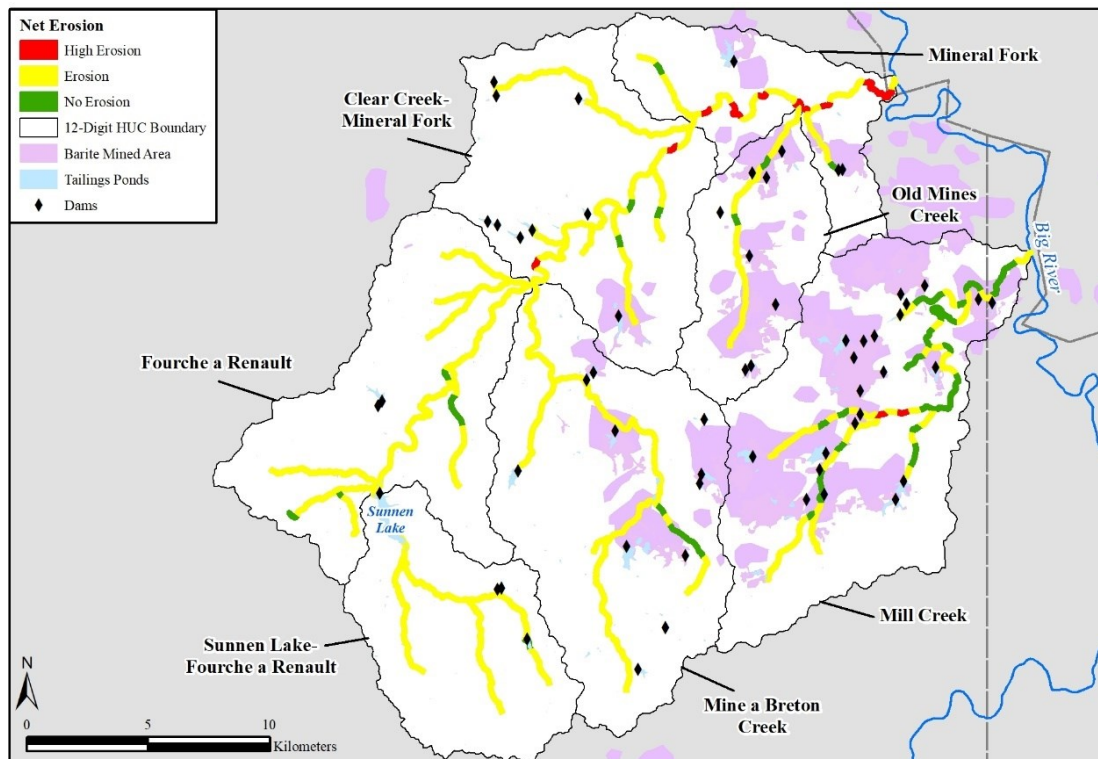 Net Erosion
High Erosion
Erosion
No Erosion
12-Digit HUC Boundary
Barite Mined Area
Tailings Ponds
Dams
Mineral Fork
Clear Creek-
Mineral Fork
Old Mines
Creek
Big River
Fourche a Renault
Sunnen
Lake
Mill Creek
Sunnen Lake-
Fourche a Renault
Mine a Breton
Creek
N
0 5 10
Kilometers